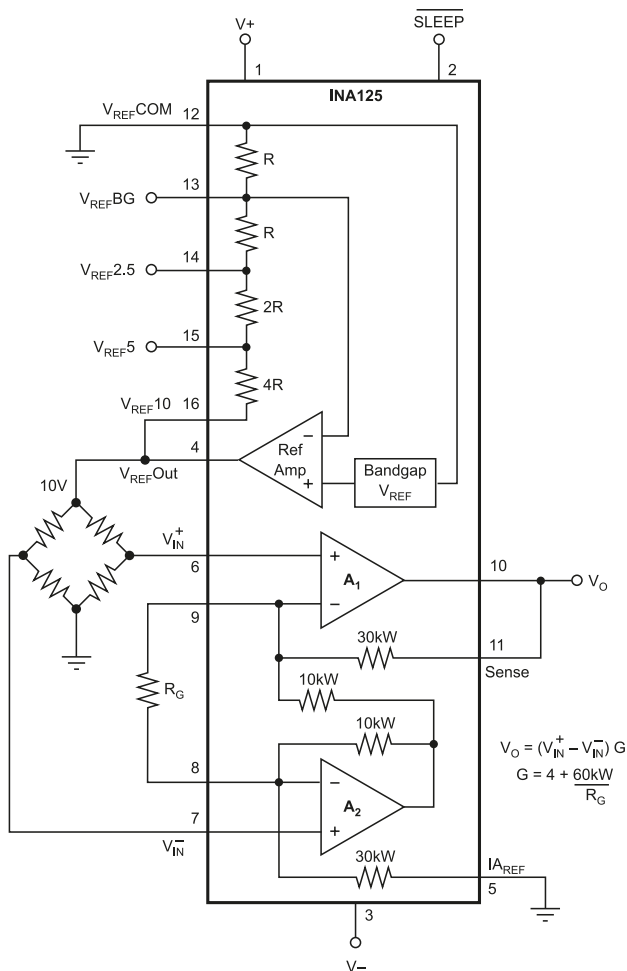 V+
SLEEP
1
2
INA125
VREFCOM
12
R
13
VREFBG
R
14
VREF2.5
2R
15
VREF5
4R
VREF10
16
4
Ref
Amp
−
+
Bandgap
VREF
VREFOut
10V
V+IN
6
+
A1
−
10
VO
9
30kW
11
Sense
10kW
RG
10kW
8
−
A2
+
VO = (V+IN − V−IN) G
G = 4 + 60kW
RG
7
V−IN
30kW
IAREF
5
3
V−